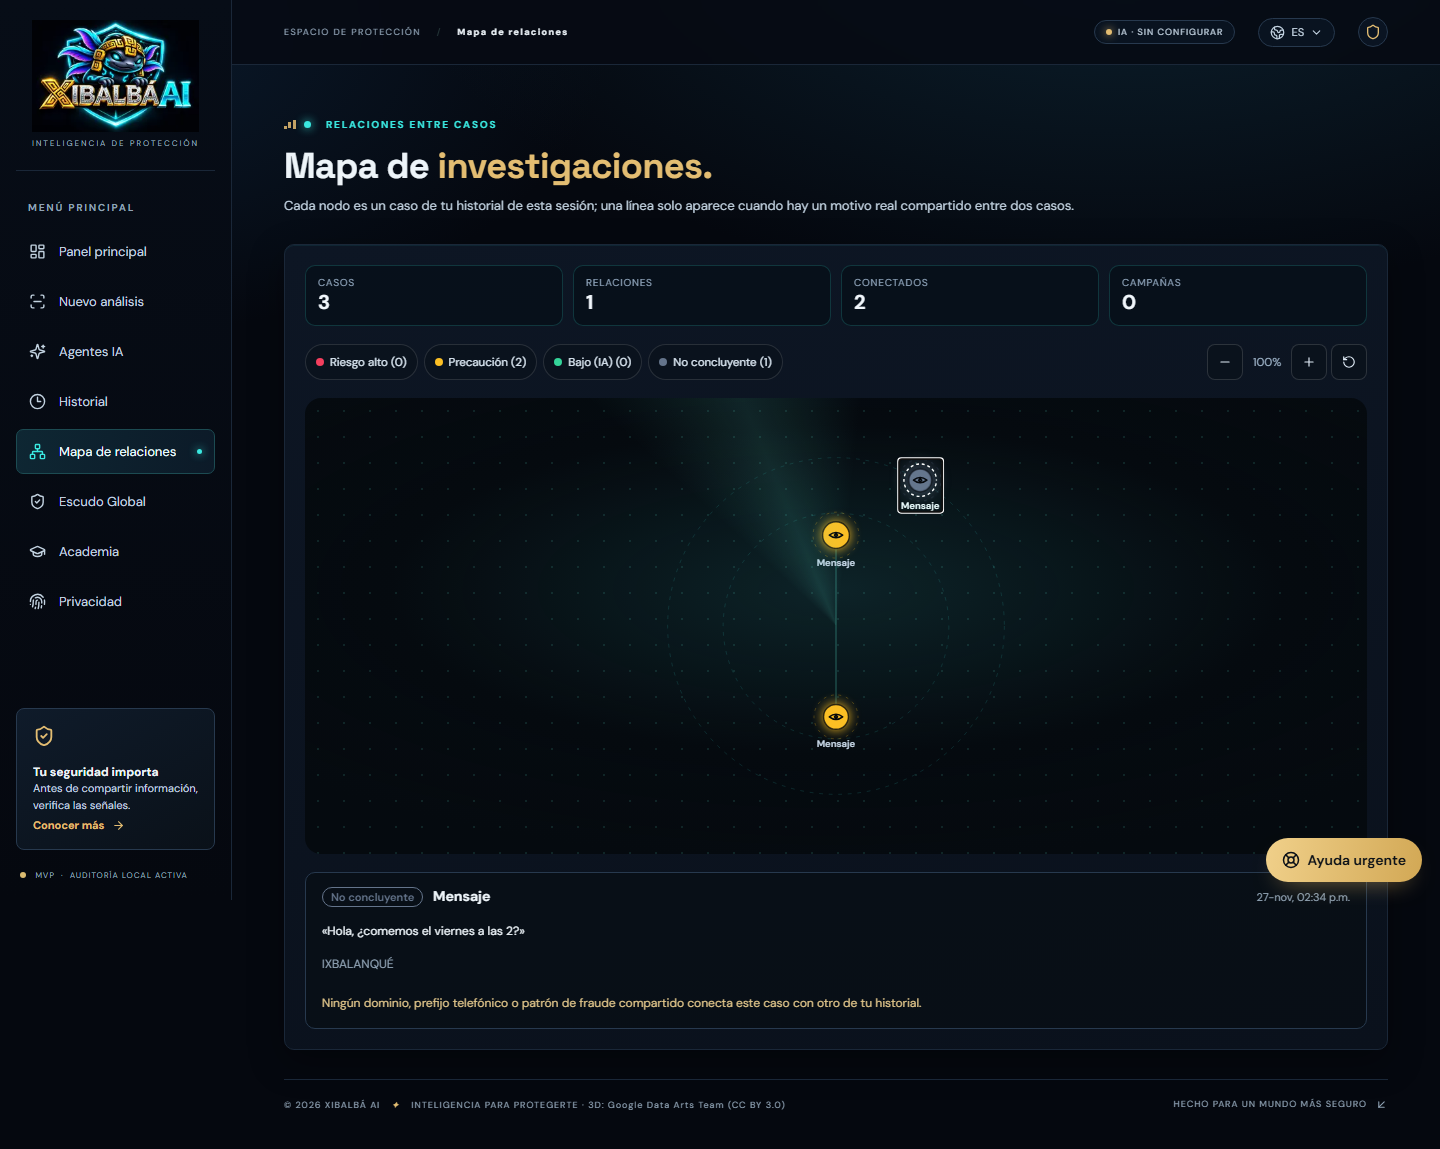 XIBALBÁ AI
INTELIGENCIA DE PROTECCIÓN
MENÚ PRINCIPAL
Panel principal
Nuevo análisis
Agentes IA
Historial
Mapa de relaciones
Escudo Global
Academia
Privacidad
Tu seguridad importa
Antes de compartir información,
verifica las señales.
Conocer más
MVP · AUDITORÍA LOCAL ACTIVA
ESPACIO DE PROTECCIÓN / Mapa de relaciones
IA · SIN CONFIGURAR
ES
RELACIONES ENTRE CASOS
Mapa de investigaciones.
Cada nodo es un caso de tu historial de esta sesión; una línea solo aparece cuando hay un motivo real compartido entre dos casos.
CASOS
3
RELACIONES
1
CONECTADOS
2
CAMPAÑAS
0
Riesgo alto (0)
Precaución (2)
Bajo (IA) (0)
No concluyente (1)
100%
Mensaje
Mensaje
Mensaje
Ayuda urgente
No concluyente Mensaje
27-nov, 02:34 p.m.
«Hola, ¿comemos el viernes a las 2?»
IXBALANQUÉ
Ningún dominio, prefijo telefónico o patrón de fraude compartido conecta este caso con otro de tu historial.
© 2026 XIBALBÁ AI
INTELIGENCIA PARA PROTEGERTE · 3D: Google Data Arts Team (CC BY 3.0)
HECHO PARA UN MUNDO MÁS SEGURO